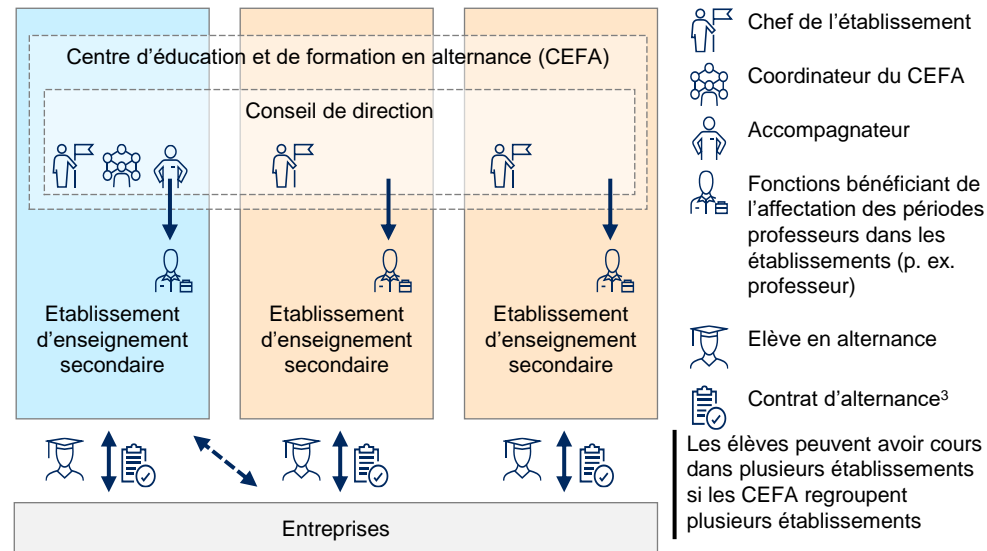 Centre d’éducation et de formation en alternance (CEFA)
Conseil de direction
Etablissement
d’enseignement
secondaire
Etablissement
d’enseignement
secondaire
Etablissement
d’enseignement
secondaire
Entreprises
Chef de l’établissement
Coordinateur du CEFA
Accompagnateur
Fonctions bénéficiant de
l’affectation des périodes
professeurs dans les
établissements (p. ex.
professeur)
Elève en alternance
Contrat d’alternance³
Les élèves peuvent avoir cours
dans plusieurs établissements
si les CEFA regroupent
plusieurs établissements